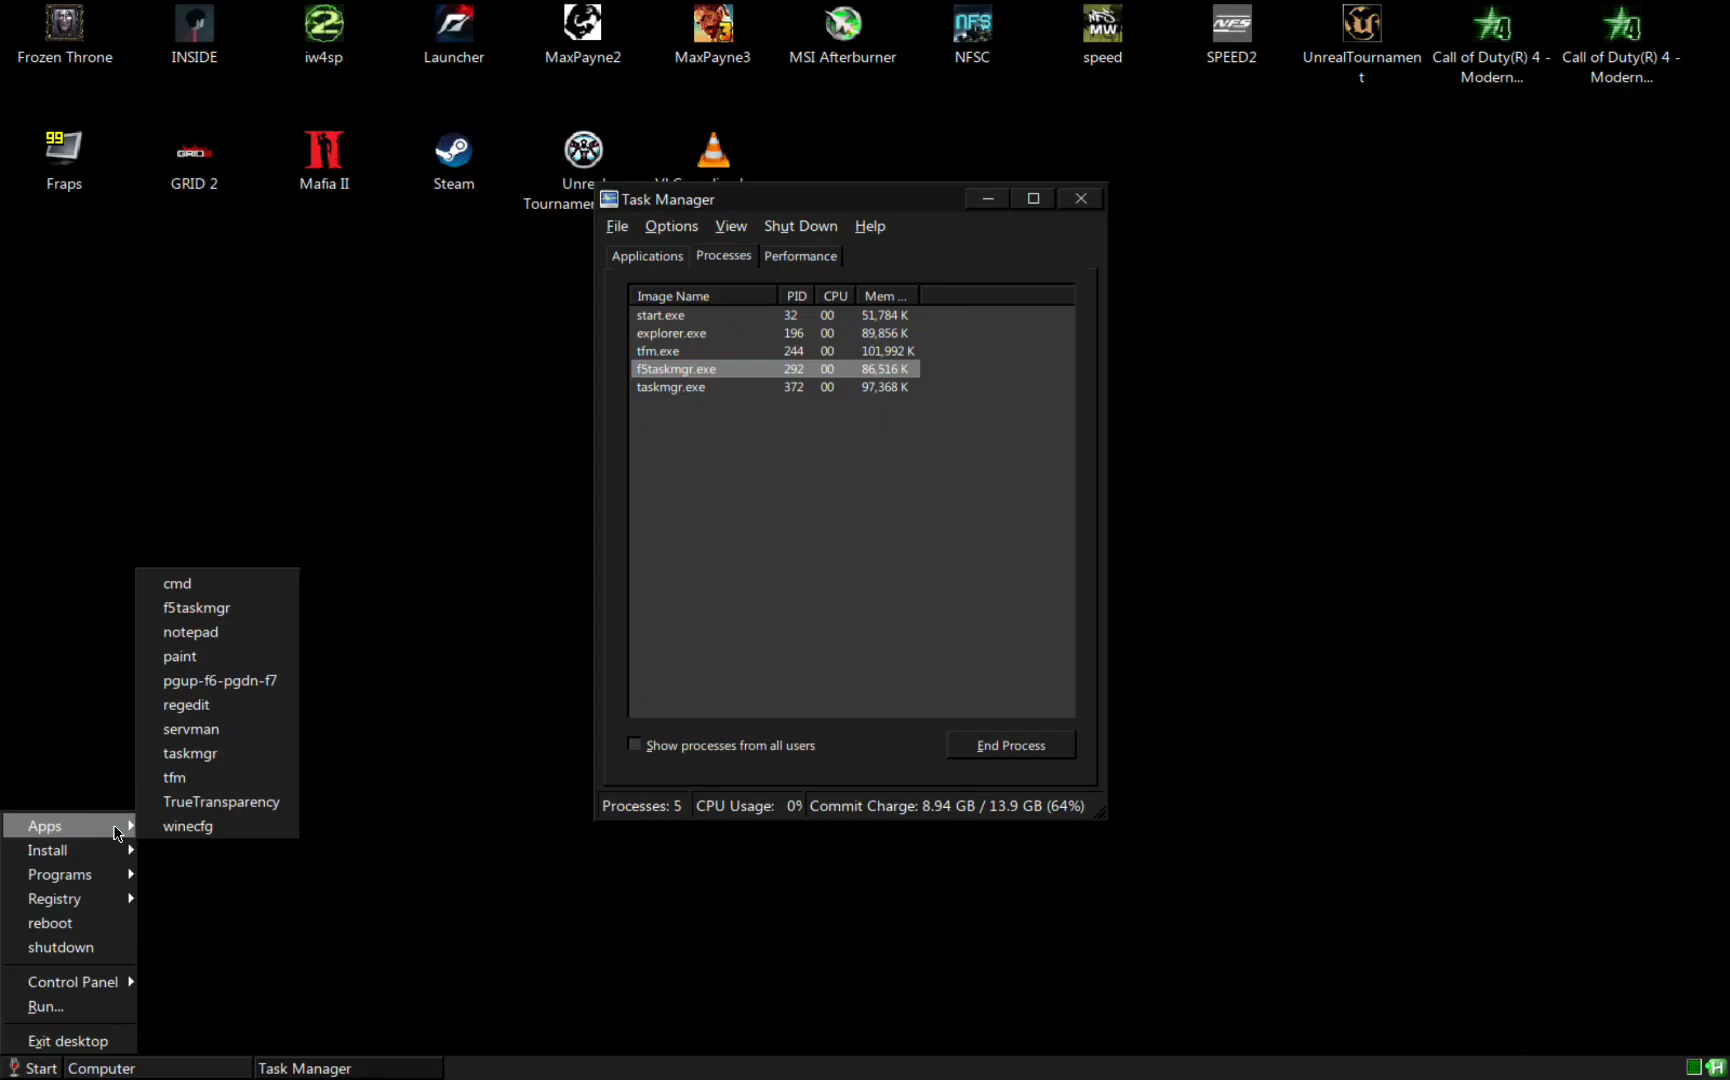 Frozen Throne
INSIDE
iw4sp
Launcher
MaxPayne2
MaxPayne3
MSI Afterburner
NFSC
speed
SPEED2
UnrealTournamen
t
Call of Duty(R) 4 -
Modern...
Call of Duty(R) 4 -
Modern...
99
Fraps
GRID 2
Mafia II
Steam
Tournamen
Task Manager
File Options View Shut Down Help
Applications Processes Performance
Image Name PID CPU Mem ...
start.exe 32 00 51,784 K
explorer.exe 196 00 89,856 K
tfm.exe 244 00 101,992 K
f5taskmgr.exe 292 00 86,516 K
taskmgr.exe 372 00 97,368 K
Show processes from all users
End Process
Processes: 5 CPU Usage: 0% Commit Charge: 8.94 GB / 13.9 GB (64%)
cmd
f5taskmgr
notepad
paint
pgup-f6-pgdn-f7
regedit
servman
taskmgr
tfm
TrueTransparency
winecfg
Apps
Install
Programs
Registry
reboot
shutdown
Control Panel
Run...
Exit desktop
Start Computer Task Manager